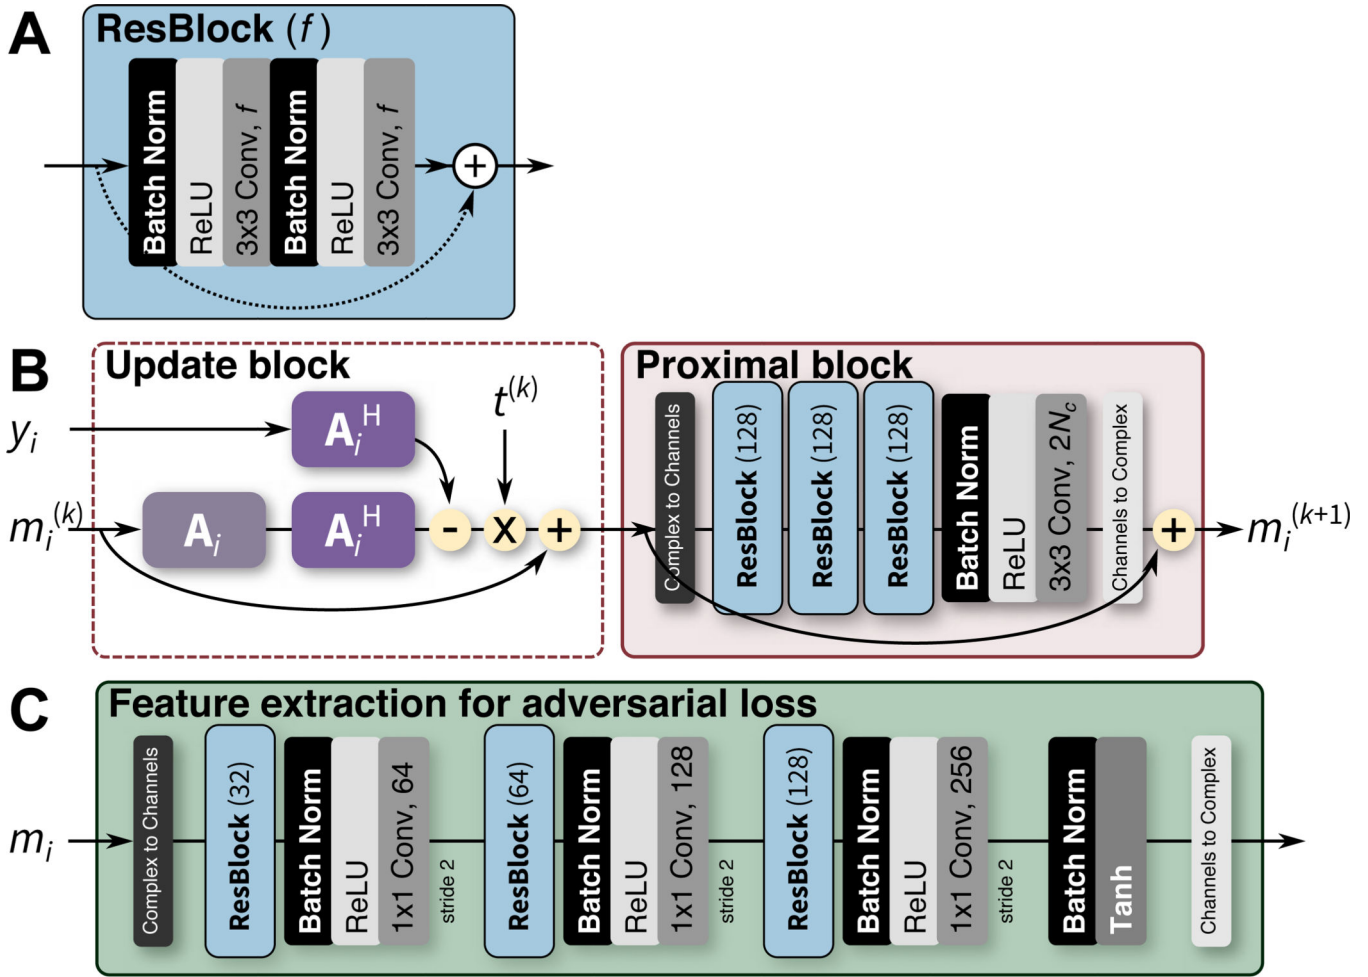 A
ResBlock (f)
Batch Norm
ReLU
3x3 Conv, f
Batch Norm
ReLU
3x3 Conv, f
+
B
Update block
y_i
A_i^H
t^(k)
m_i^(k)
A_i
A_i^H
-
x
+
Proximal block
Complex to Channels
ResBlock (128)
ResBlock (128)
ResBlock (128)
Batch Norm
ReLU
3x3 Conv, 2N_c
Channels to Complex
+
m_i^(k+1)
C
Feature extraction for adversarial loss
m_i
Complex to Channels
ResBlock (32)
Batch Norm
ReLU
1x1 Conv, 64
stride 2
ResBlock (64)
Batch Norm
ReLU
1x1 Conv, 128
stride 2
ResBlock (128)
Batch Norm
ReLU
1x1 Conv, 256
stride 2
Batch Norm
Tanh
Channels to Complex